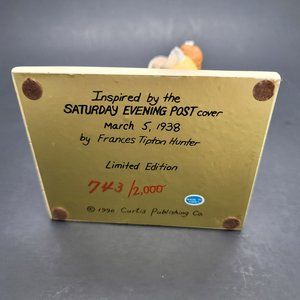 Inspired by the
SATURDAY EVENING POST cover
March 5, 1938
by Frances Tipton Hunter
Limited Edition
743/2,000
© 1996 Curtis Publishing Co.